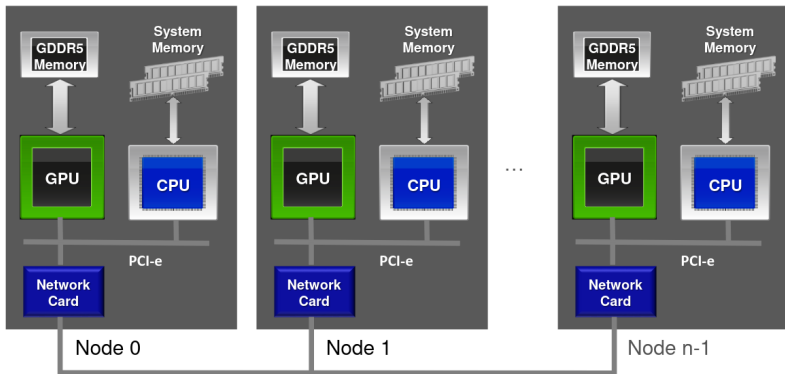 GDDR5
Memory
System
Memory
GPU
CPU
PCI-e
Network
Card
Node 0
GDDR5
Memory
System
Memory
GPU
CPU
PCI-e
Network
Card
Node 1
...
GDDR5
Memory
System
Memory
GPU
CPU
PCI-e
Network
Card
Node n-1